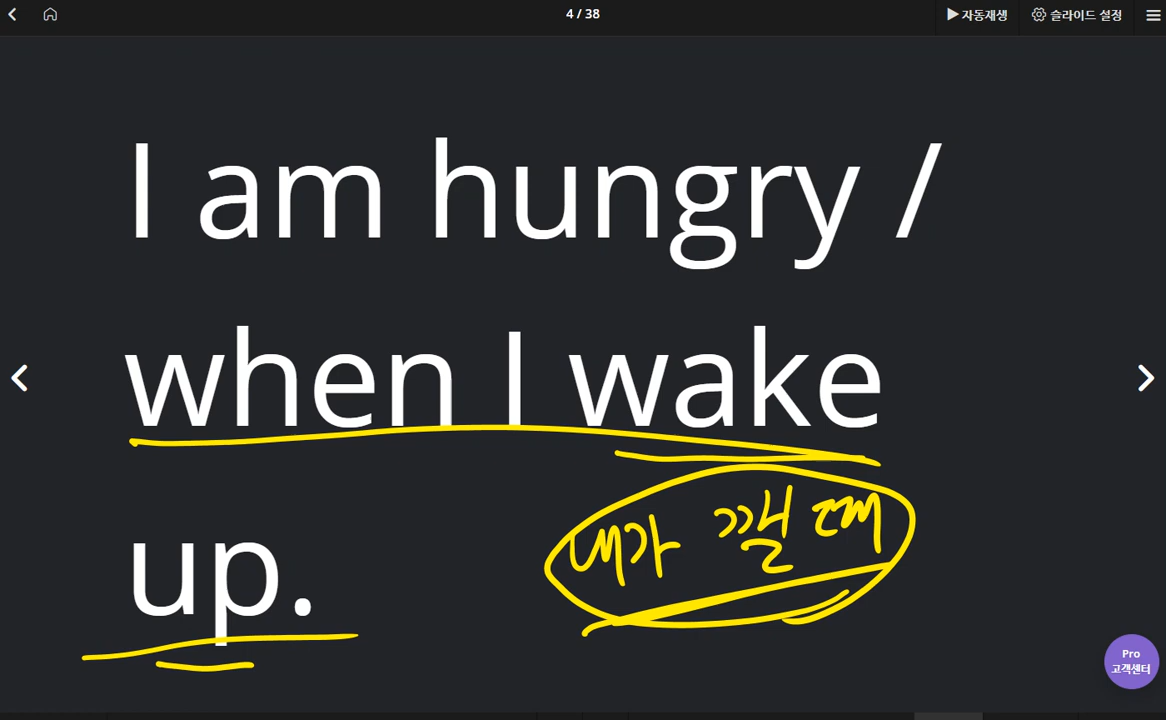 4 / 38
▶ 자동재생 슬라이드 설정
I am hungry /
when I wake
up.
내가 깰 때
Pro
고객센터